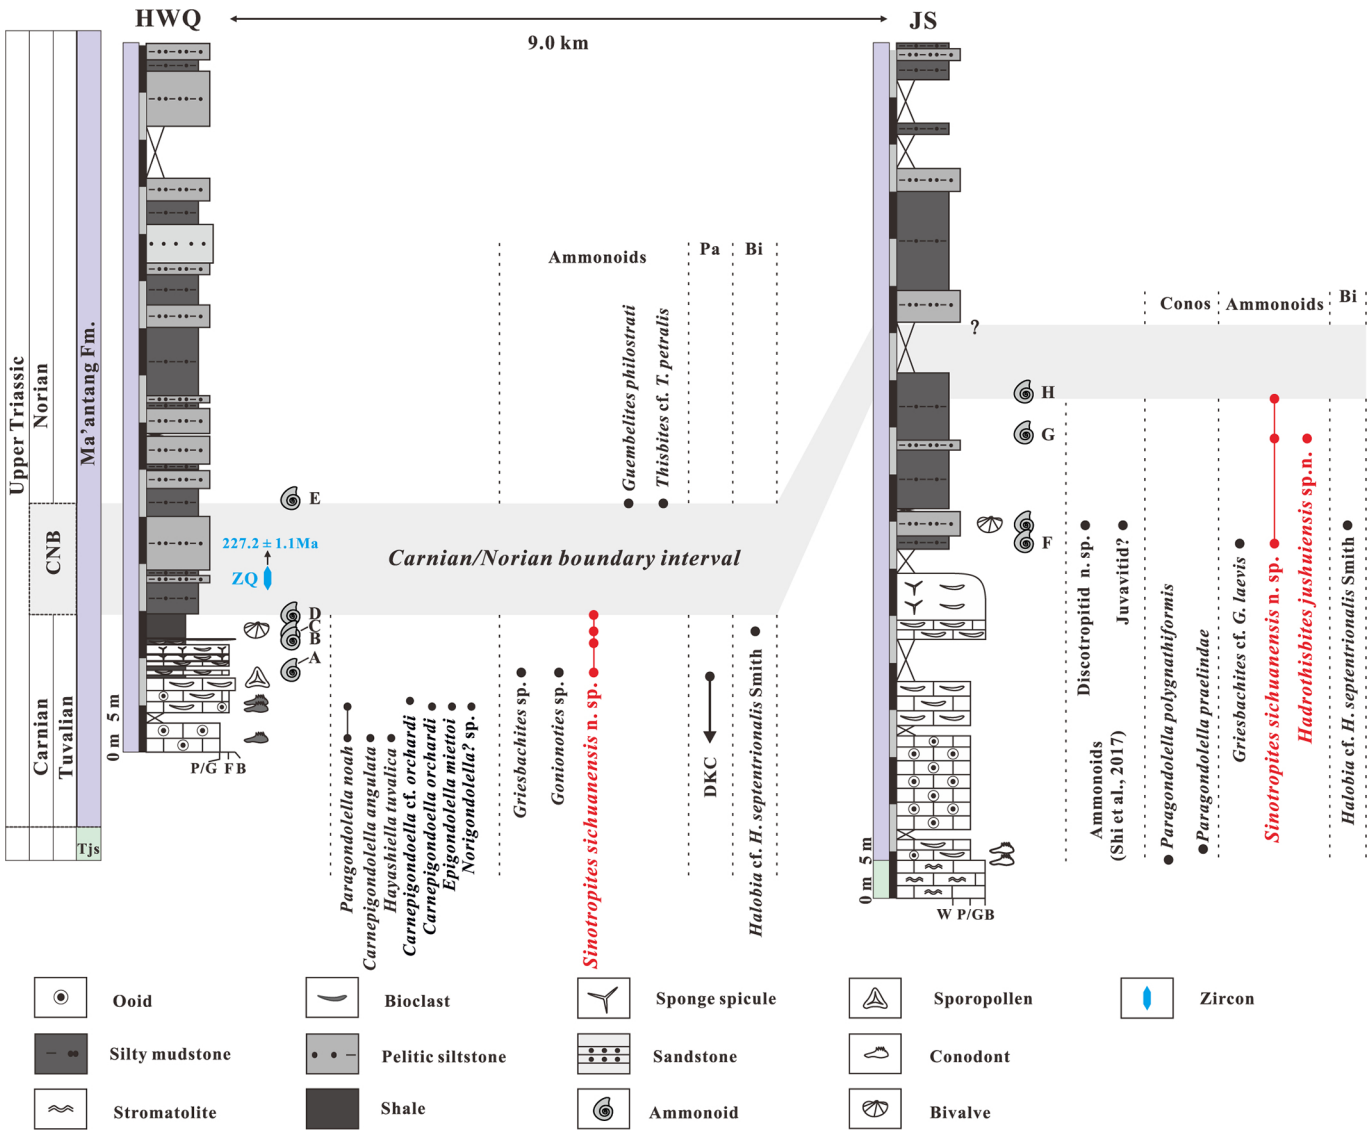 HWQ
9.0 km
JS
Upper Triassic
Norian
CNB
Carnian
Tuvalian
Ma’antang Fm.
Tjs
0 m 5 m
P/G F B
E
D
C
B
A
227.2 ± 1.1Ma
ZQ
Carnian/Norian boundary interval
Ammonoids
Pa
Bi
Guembelites philostrati
Thisbites cf. T. petralis
Paragondolella noah
Carnepigondolella angulata
Hayashiella tuvalica
Carnepigondoella cf. orchardi
Carnepigondoella orchardi
Epigondolella miettoi
Norigondolella? sp.
Griesbachites sp.
Gonionoties sp.
Sinotropites sichuanensis n. sp.
DKC
Halobia cf. H. septentrionalis Smith
0 m 5 m
W P/GB
?
H
G
F
Conos
Ammonoids
Bi
Discotropitid n. sp.
Juvavitid?
Ammonoids
(Shi et al., 2017)
Paragondolella polygnathiformis
Paragondolella praelindae
Griesbachites cf. G. laevis
Sinotropites sichuanensis n. sp.
Hadrothisbites jushuiensis sp.n.
Halobia cf. H. septentrionalis Smith
Ooid
Bioclast
Sponge spicule
Sporopollen
Zircon
Silty mudstone
Pelitic siltstone
Sandstone
Conodont
Stromatolite
Shale
Ammonoid
Bivalve